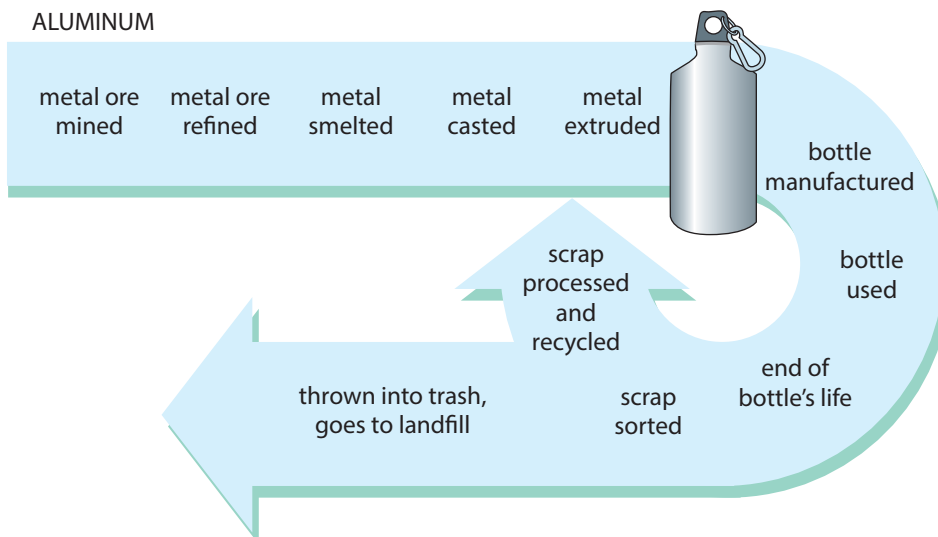 ALUMINUM
metal ore
mined
metal ore
refined
metal
smelted
metal
casted
metal
extruded
bottle
manufactured
bottle
used
end of
bottle's life
scrap
sorted
scrap
processed
and
recycled
thrown into trash,
goes to landfill